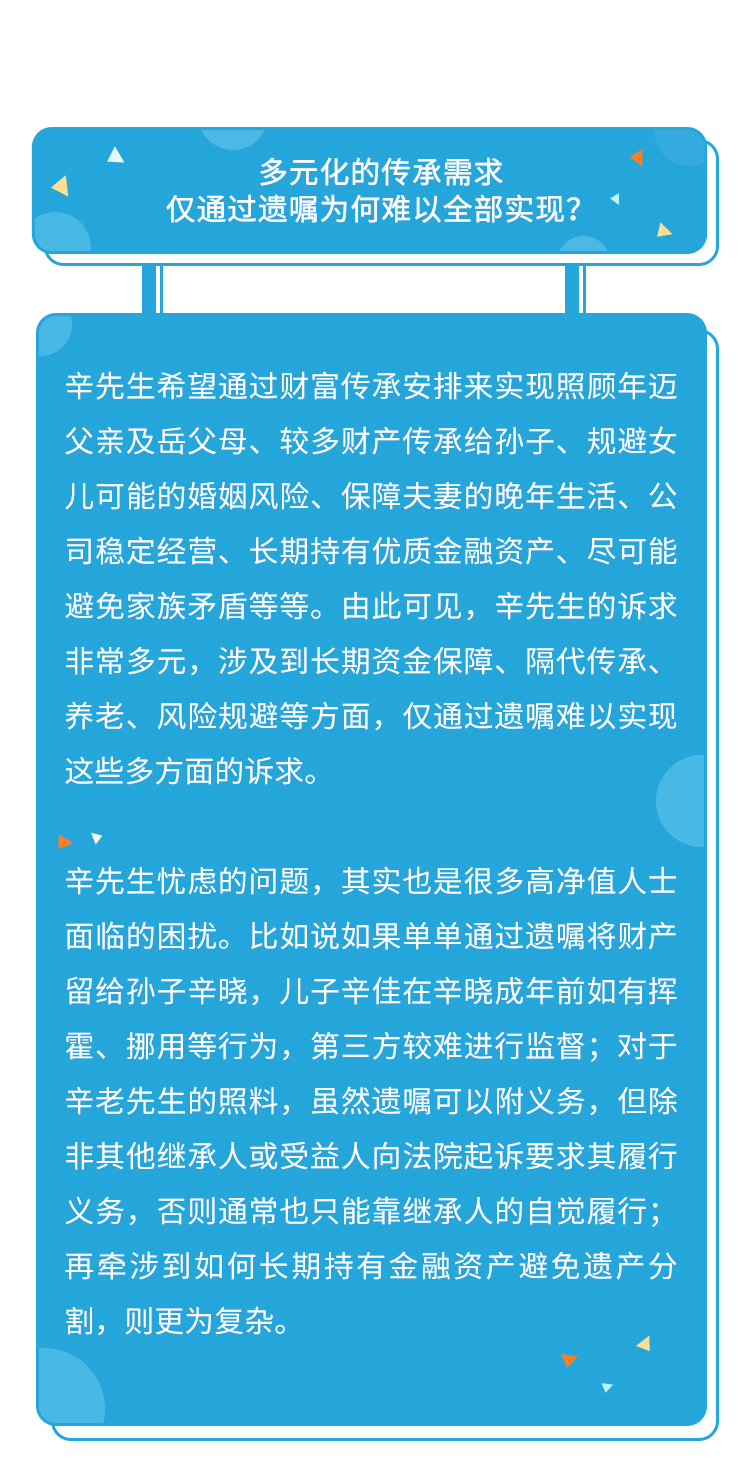 多元化的传承需求
仅通过遗嘱为何难以全部实现？
辛先生希望通过财富传承安排来实现照顾年迈
父亲及岳父母、较多财产传承给孙子、规避女
儿可能的婚姻风险、保障夫妻的晚年生活、公
司稳定经营、长期持有优质金融资产、尽可能
避免家族矛盾等等。由此可见，辛先生的诉求
非常多元，涉及到长期资金保障、隔代传承、
养老、风险规避等方面，仅通过遗嘱难以实现
这些多方面的诉求。
辛先生忧虑的问题，其实也是很多高净值人士
面临的困扰。比如说如果单单通过遗嘱将财产
留给孙子辛晓，儿子辛佳在辛晓成年前如有挥
霍、挪用等行为，第三方较难进行监督；对于
辛老先生的照料，虽然遗嘱可以附义务，但除
非其他继承人或受益人向法院起诉要求其履行
义务，否则通常也只能靠继承人的自觉履行；
再牵涉到如何长期持有金融资产避免遗产分
割，则更为复杂。